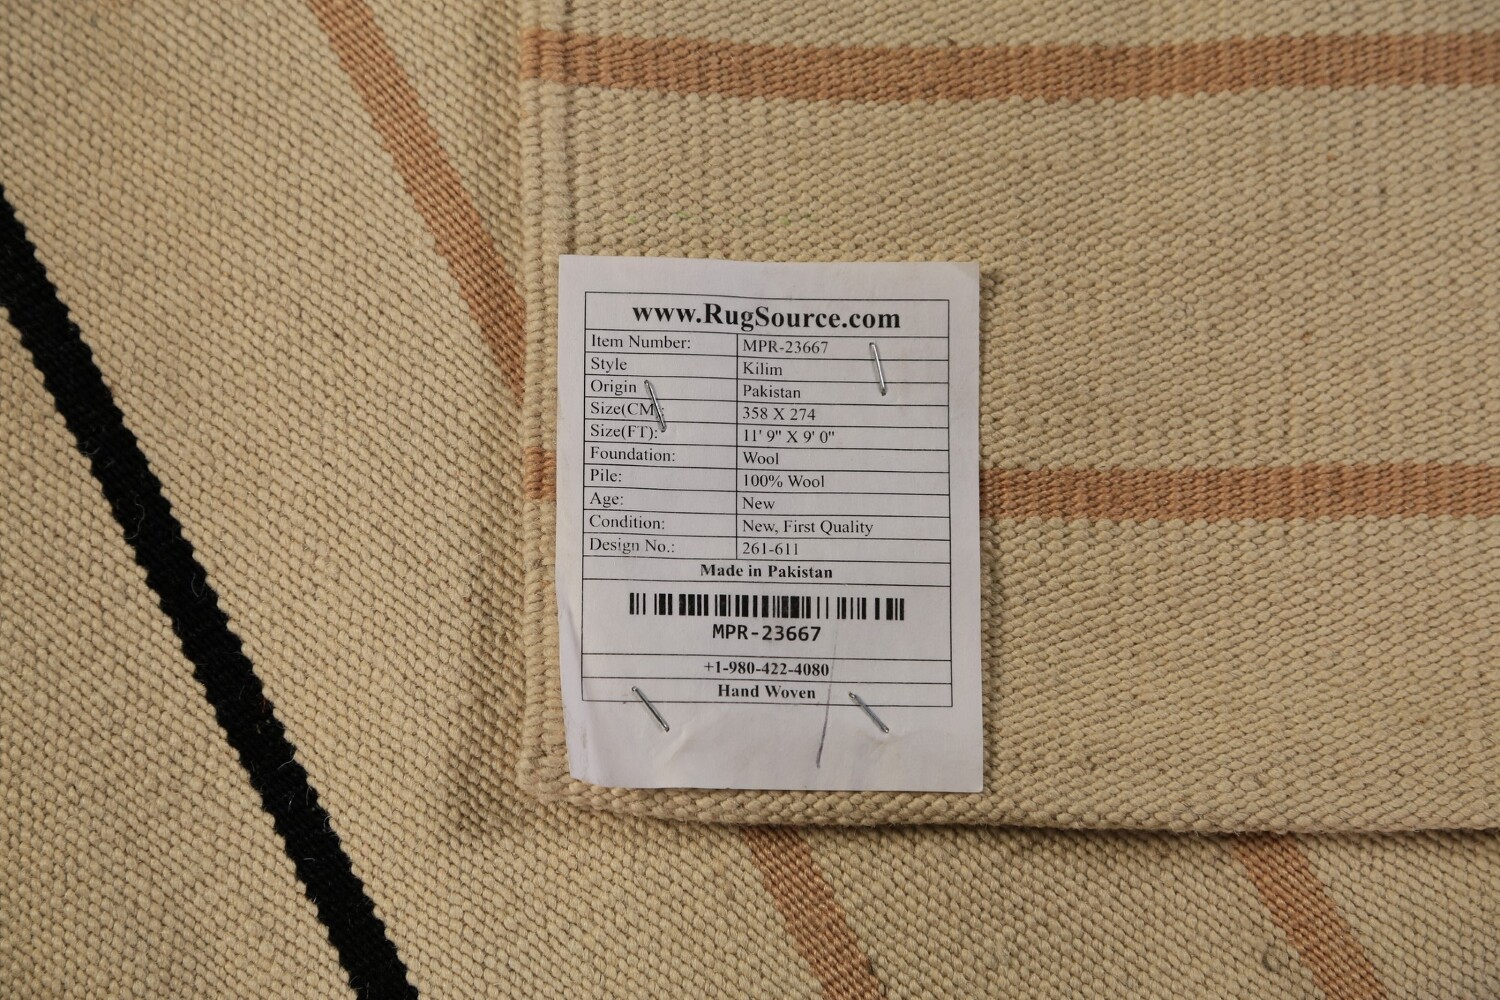 www.RugSource.com
Item Number: MPR-23667
Style Kilim
Origin Pakistan
Size(CM): 358 X 274
Size(FT): 11' 9" X 9' 0"
Foundation: Wool
Pile: 100% Wool
Age: New
Condition: New, First Quality
Design No.: 261-611
Made in Pakistan
MPR-23667
+1-980-422-4080
Hand Woven